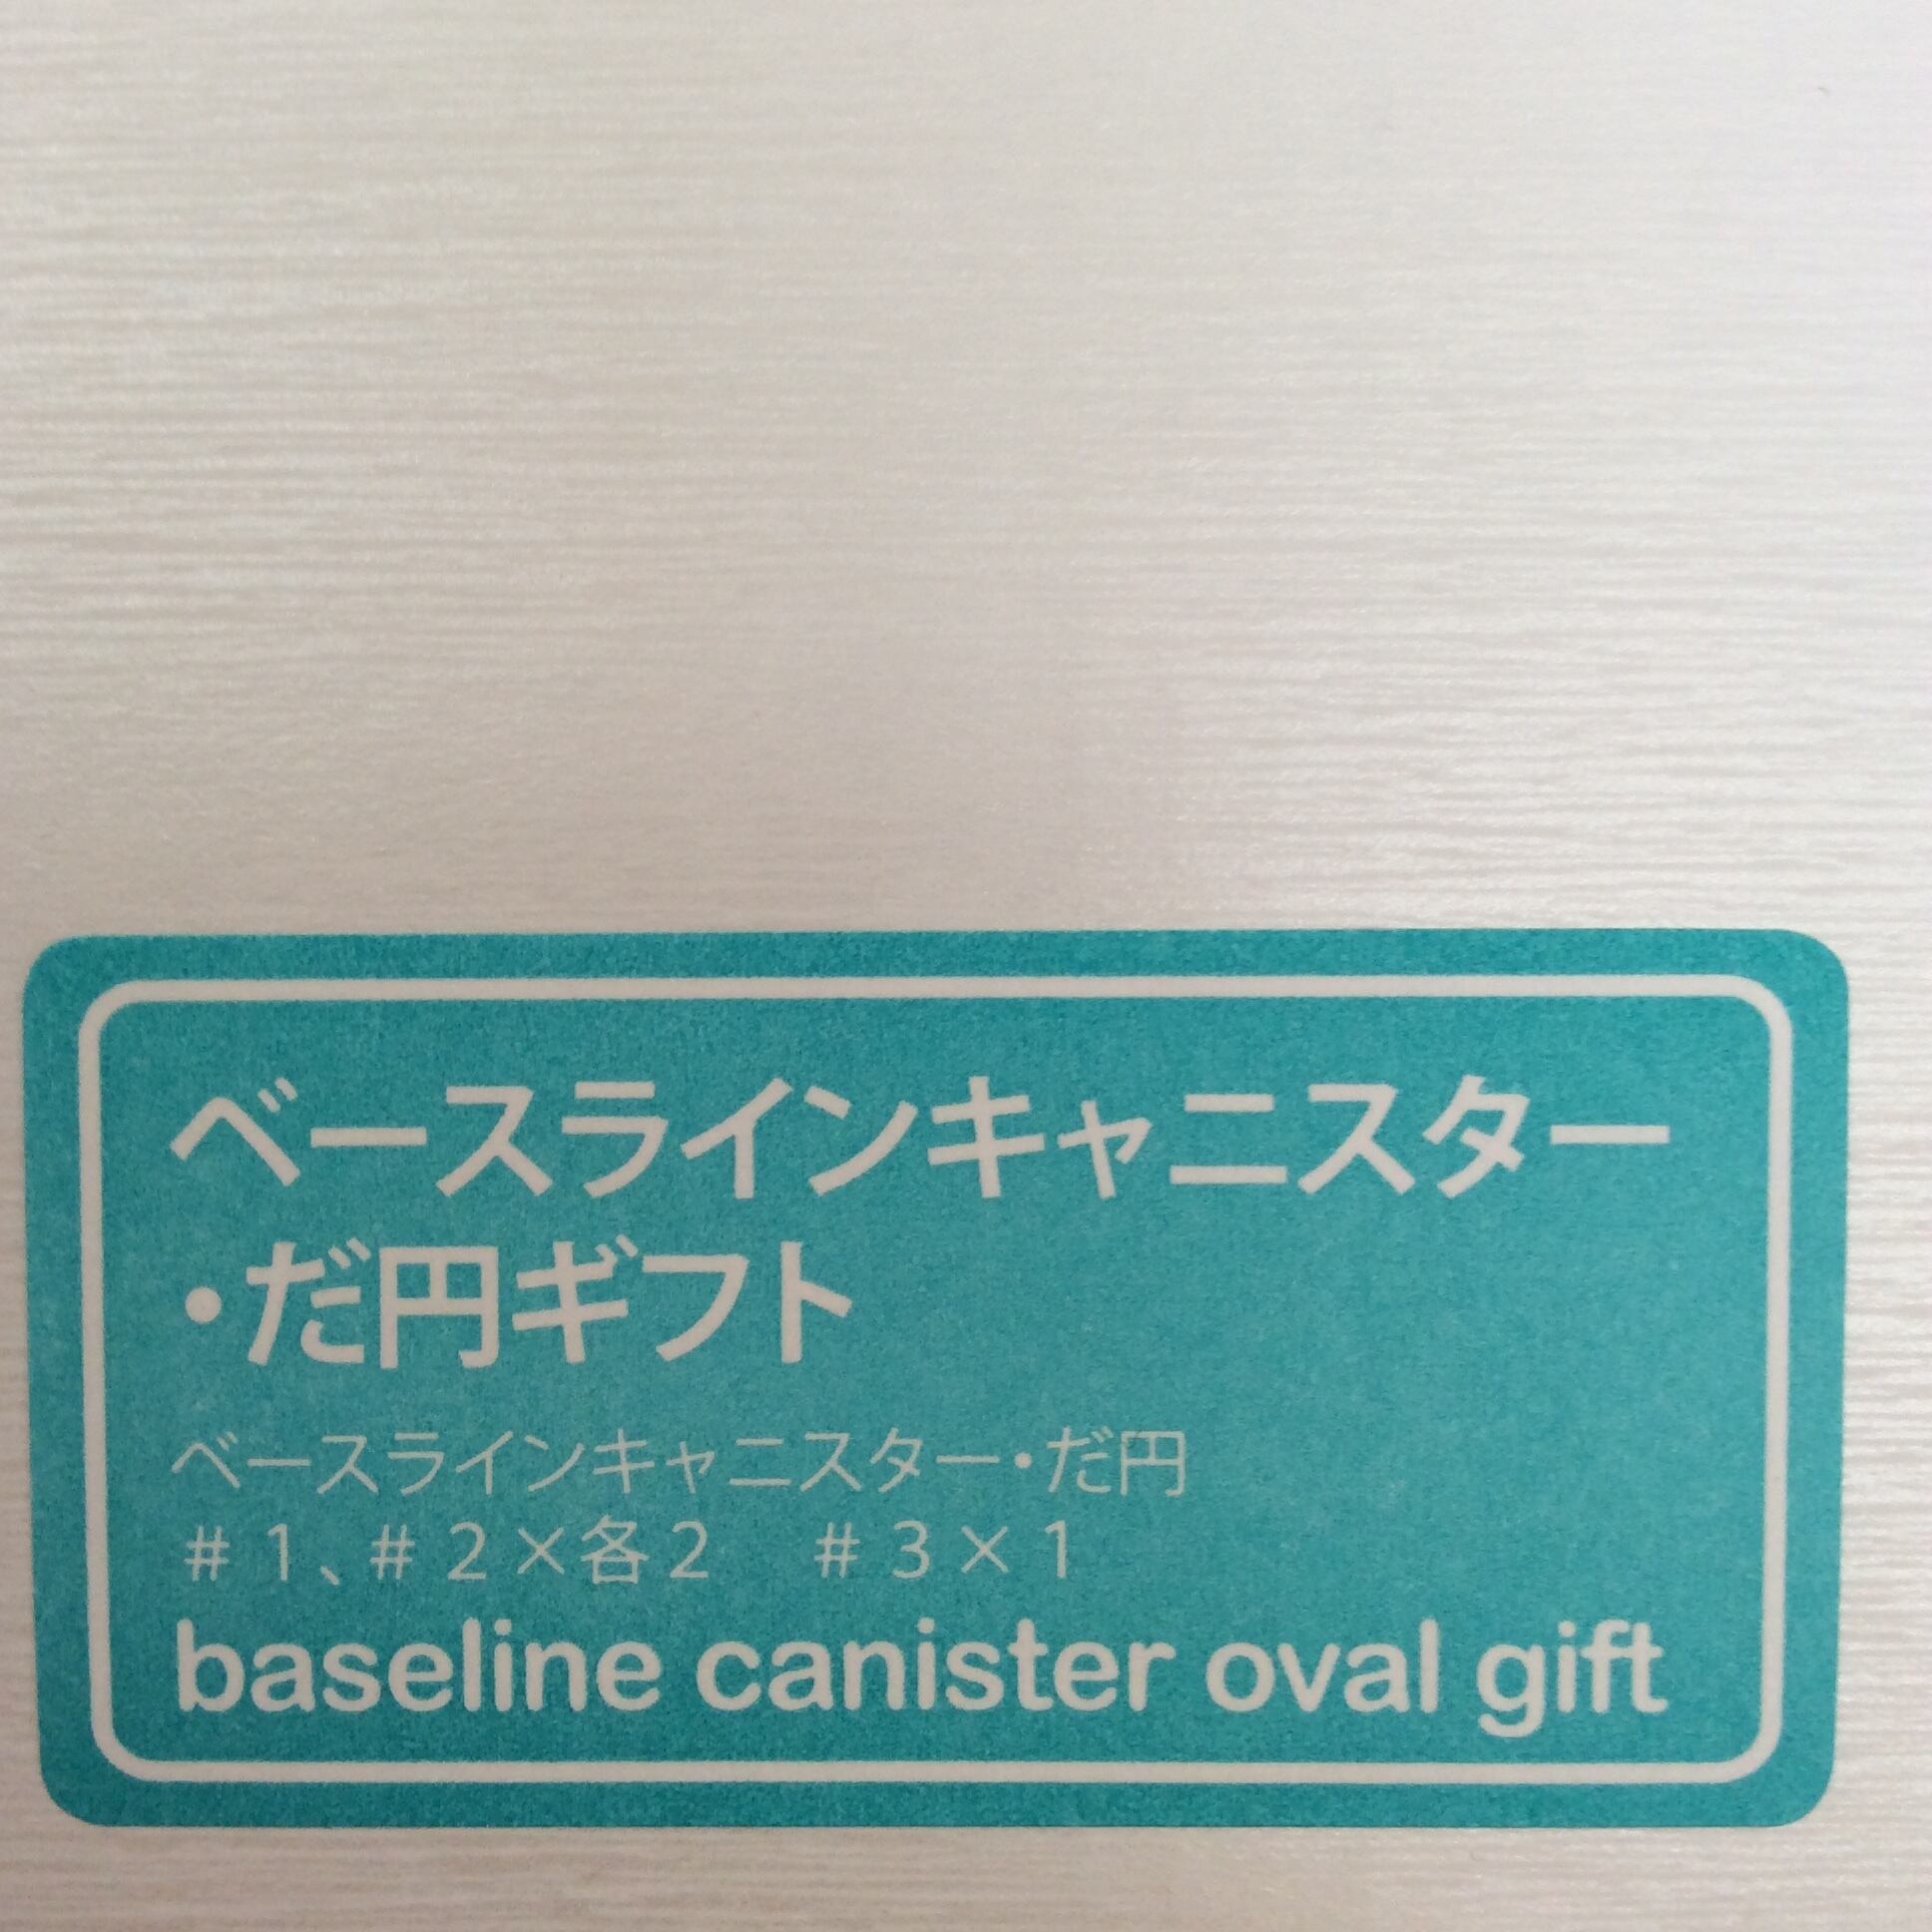 ベースラインキャニスター
・だ円ギフト
ベースラインキャニスター・だ円
＃１、＃２×各２　＃３×１
baseline canister oval gift